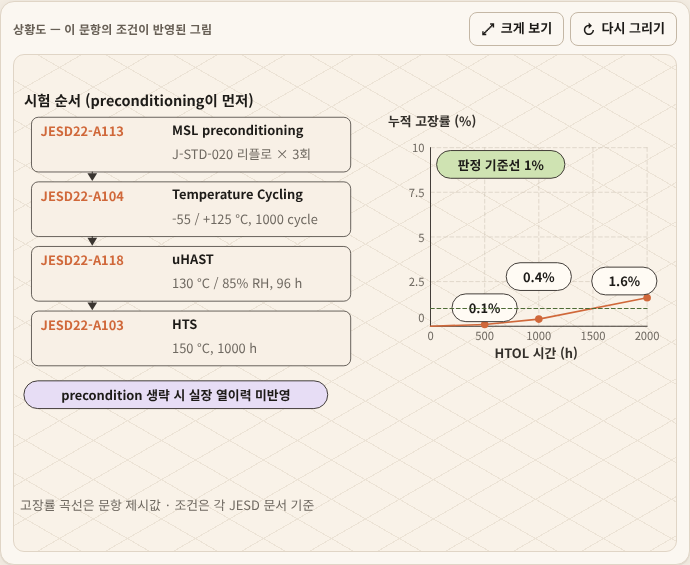 상황도 — 이 문항의 조건이 반영된 그림
크게 보기
다시 그리기
시험 순서 (preconditioning이 먼저)
JESD22-A113
MSL preconditioning
J-STD-020 리플로 × 3회
JESD22-A104
Temperature Cycling
-55 / +125 °C, 1000 cycle
JESD22-A118
uHAST
130 °C / 85% RH, 96 h
JESD22-A103
HTS
150 °C, 1000 h
precondition 생략 시 실장 열이력 미반영
누적 고장률 (%)
10
판정 기준선 1%
7.5
5
2.5
0.4%
1.6%
0.1%
0
0
500
1000
1500
2000
HTOL 시간 (h)
고장률 곡선은 문항 제시값 · 조건은 각 JESD 문서 기준